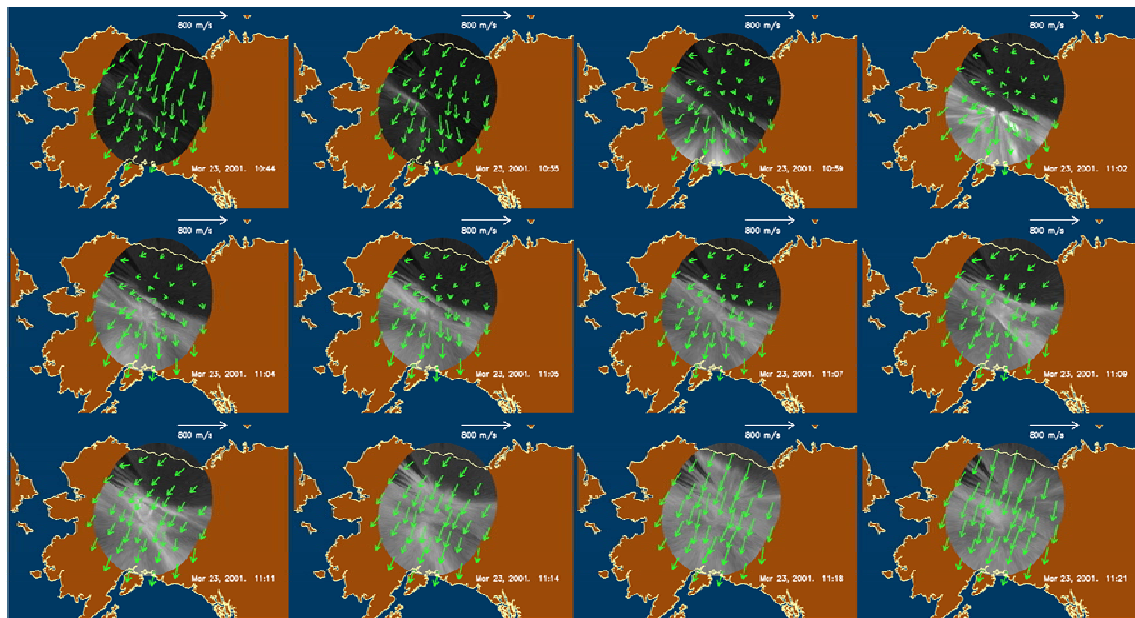 800 m/s
800 m/s
800 m/s
800 m/s
Mar 23, 2001. 10:44
Mar 23, 2001. 10:55
Mar 23, 2001. 10:59
Mar 23, 2001. 11:02
800 m/s
800 m/s
800 m/s
800 m/s
Mar 23, 2001. 11:04
Mar 23, 2001. 11:05
Mar 23, 2001. 11:07
Mar 23, 2001. 11:09
800 m/s
800 m/s
800 m/s
800 m/s
Mar 23, 2001. 11:11
Mar 23, 2001. 11:14
Mar 23, 2001. 11:18
Mar 23, 2001. 11:21